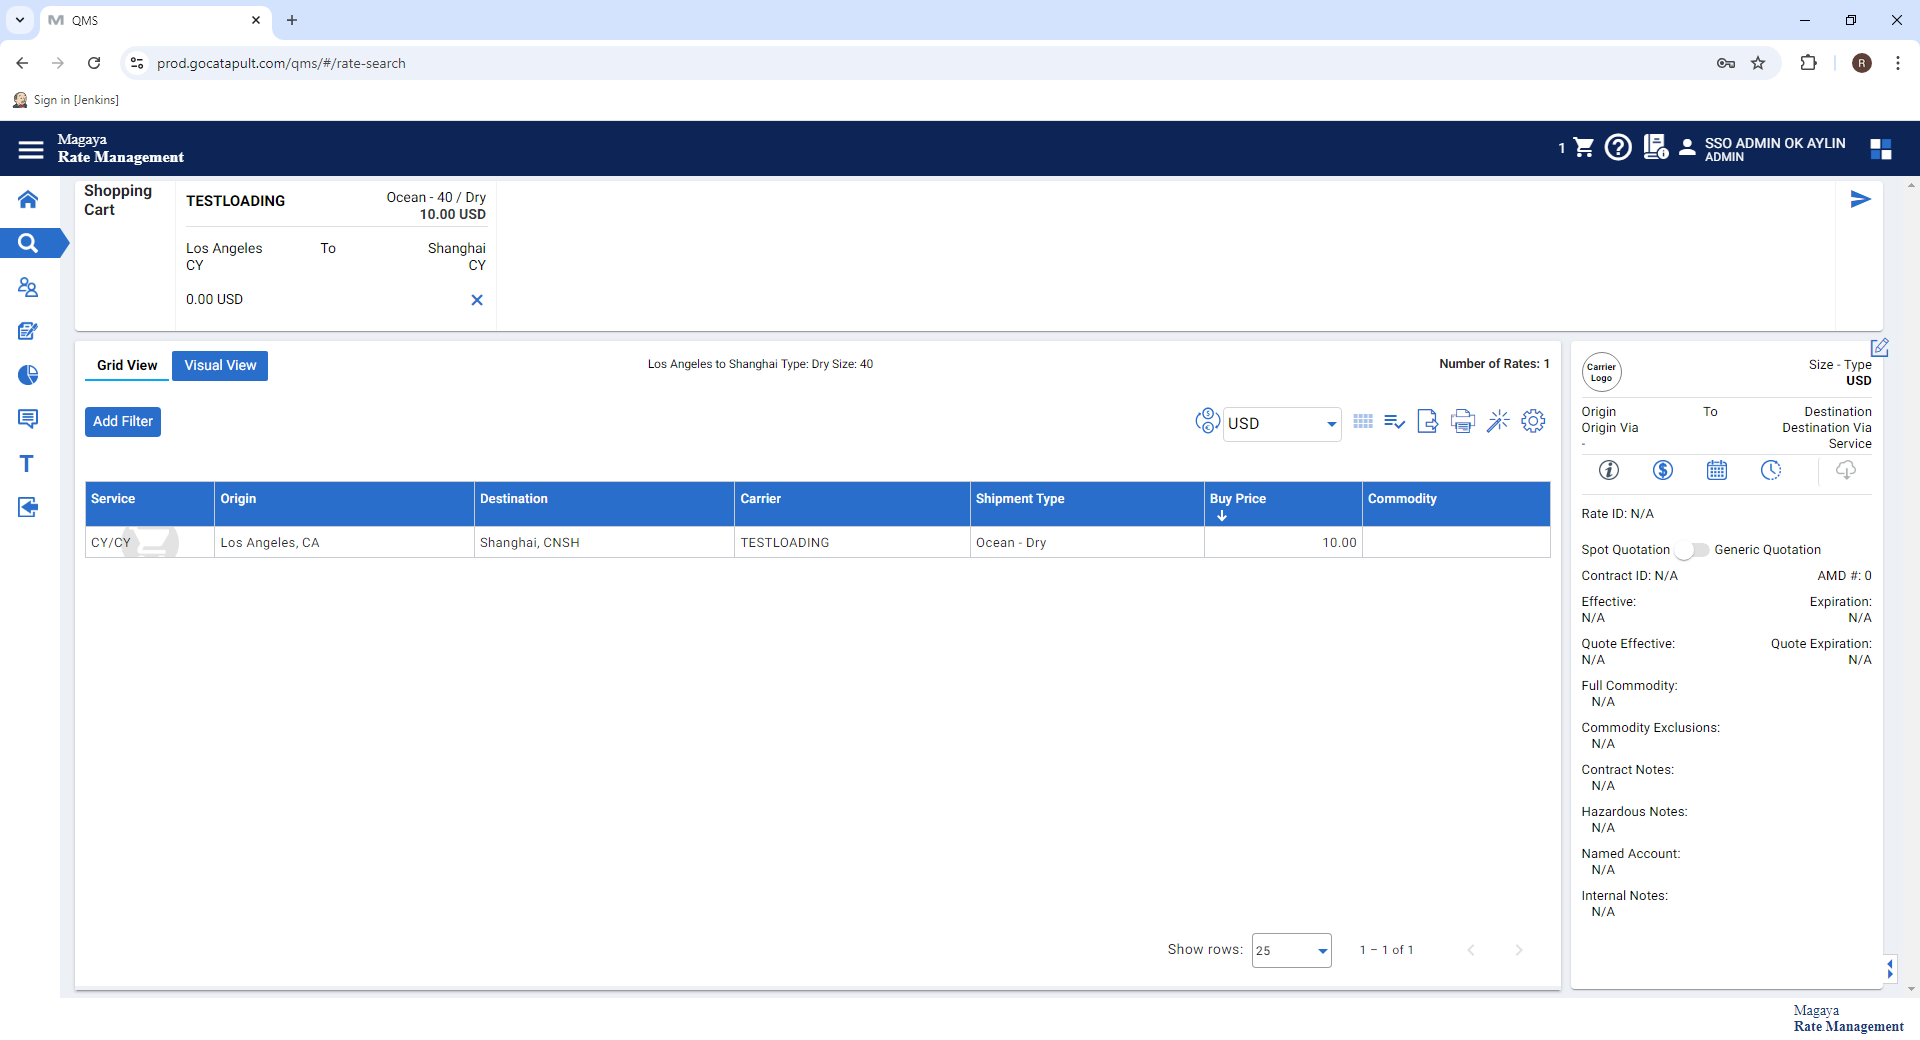 QMS
prod.gocatapult.com/qms/#/rate-search
R
Sign in [Jenkins]
Magaya
Rate Management
1
SSO ADMIN OK AYLIN
ADMIN
Shopping
Cart
TESTLOADING
Ocean - 40 / Dry
10.00 USD
Los Angeles To Shanghai
CY CY
0.00 USD
Grid View
Visual View
Los Angeles to Shanghai Type: Dry Size: 40
Number of Rates: 1
Add Filter
USD
Service Origin Destination Carrier Shipment Type Buy Price Commodity
CY/CY Los Angeles, CA Shanghai, CNSH TESTLOADING Ocean - Dry 10.00
Show rows: 25 1 – 1 of 1
Carrier
Logo
Size - Type
USD
Origin To Destination
Origin Via Destination Via
- Service
Rate ID: N/A
Spot Quotation Generic Quotation
Contract ID: N/A AMD #: 0
Effective: Expiration:
N/A N/A
Quote Effective: Quote Expiration:
N/A N/A
Full Commodity:
N/A
Commodity Exclusions:
N/A
Contract Notes:
N/A
Hazardous Notes:
N/A
Named Account:
N/A
Internal Notes:
N/A
T
Magaya
Rate Management